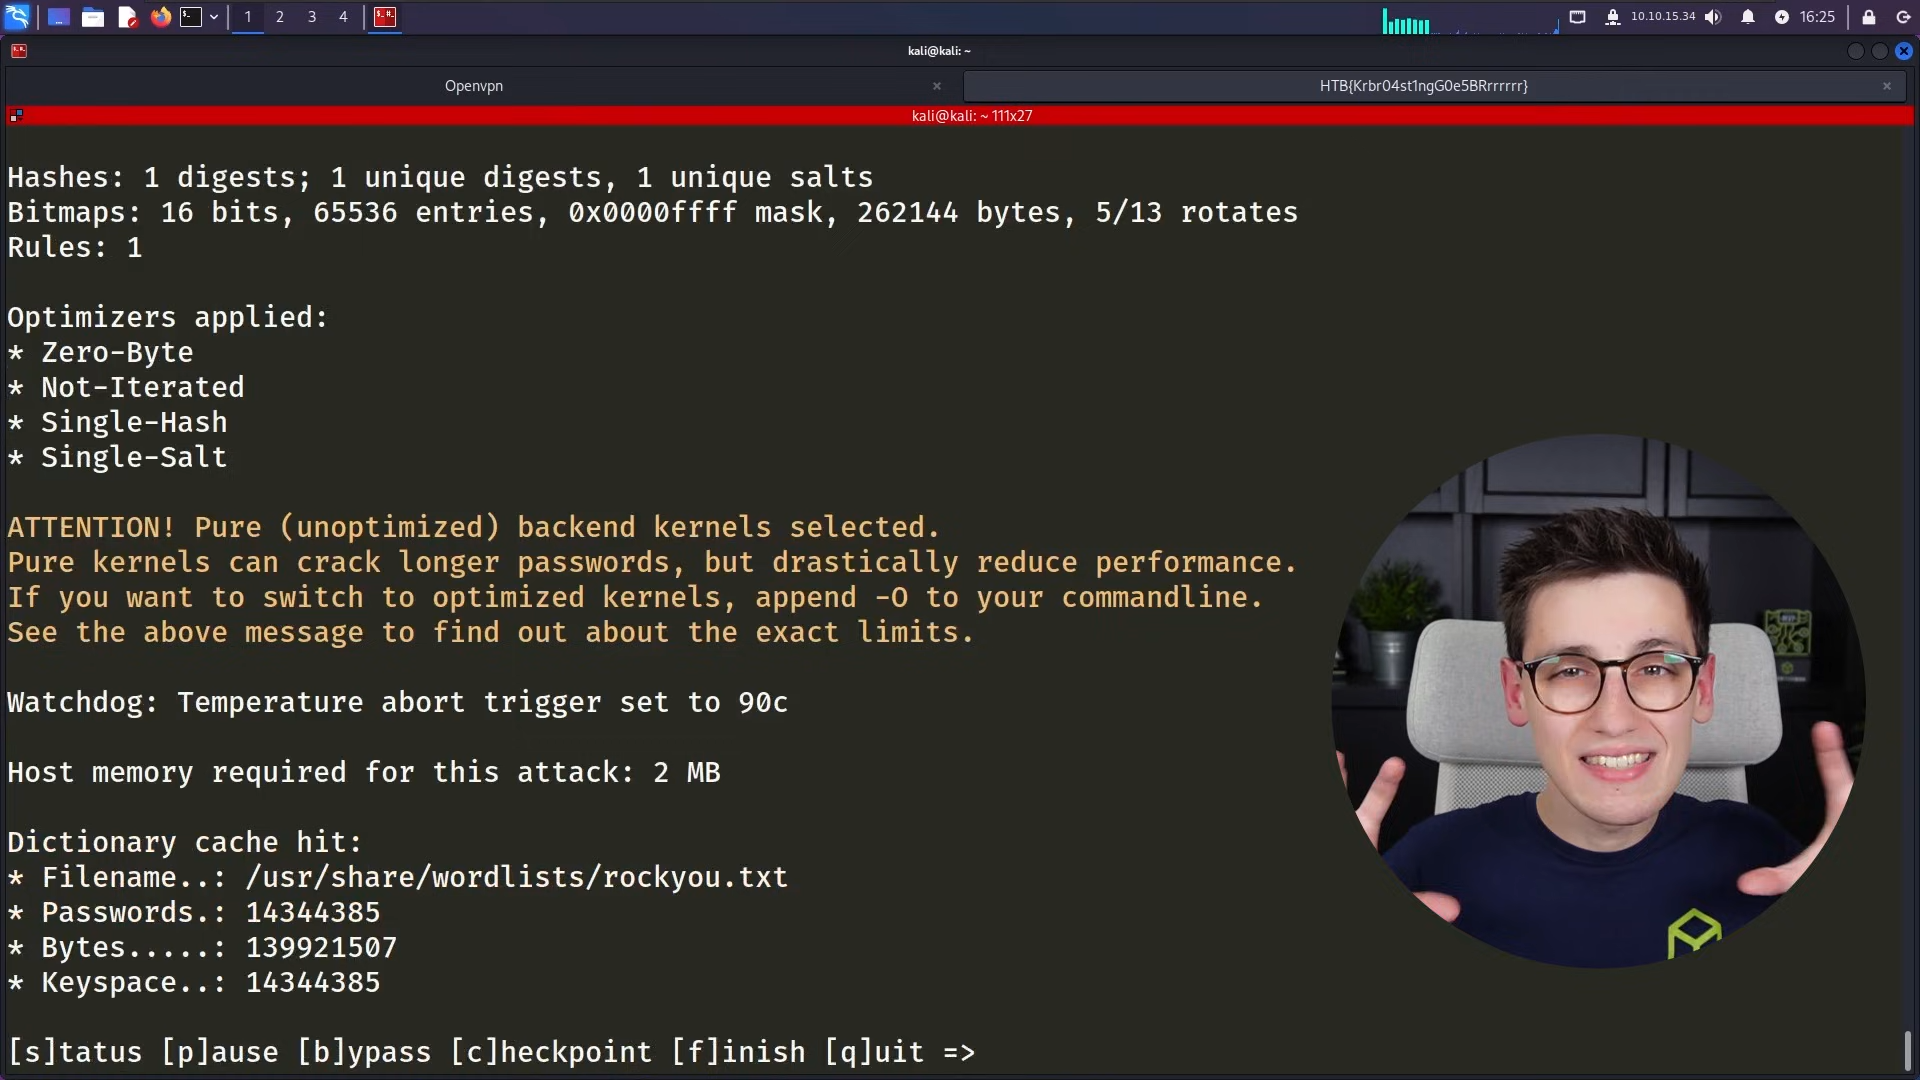 1 2 3 4 10.10.15.34 16:25
kali@kali: ~
Openvpn
HTB{Krbr04st1ngG0e5BRrrrrr}
kali@kali: ~ 111x27
Hashes: 1 digests; 1 unique digests, 1 unique salts
Bitmaps: 16 bits, 65536 entries, 0x0000ffff mask, 262144 bytes, 5/13 rotates
Rules: 1
Optimizers applied:
* Zero-Byte
* Not-Iterated
* Single-Hash
* Single-Salt
ATTENTION! Pure (unoptimized) backend kernels selected.
Pure kernels can crack longer passwords, but drastically reduce performance.
If you want to switch to optimized kernels, append -O to your commandline.
See the above message to find out about the exact limits.
Watchdog: Temperature abort trigger set to 90c
Host memory required for this attack: 2 MB
Dictionary cache hit:
* Filename..: /usr/share/wordlists/rockyou.txt
* Passwords.: 14344385
* Bytes.....: 139921507
* Keyspace..: 14344385
[s]tatus [p]ause [b]ypass [c]heckpoint [f]inish [q]uit =>